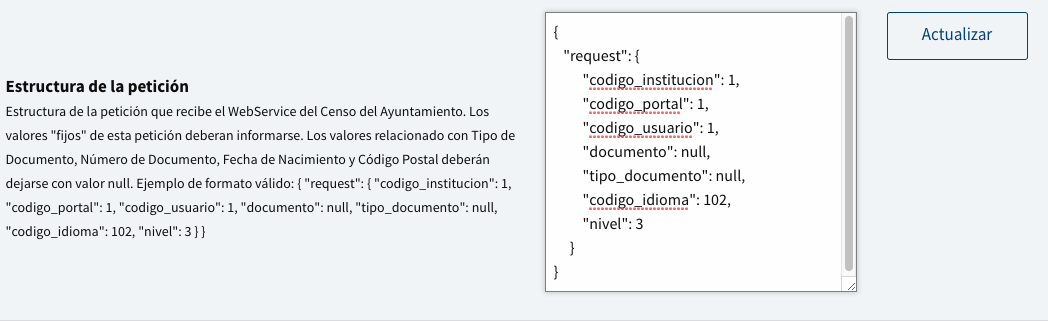 Estructura de la petición
Estructura de la petición que recibe el WebService del Censo del Ayuntamiento. Los
valores "fijos" de esta petición deberan informarse. Los valores relacionado con Tipo de
Documento, Número de Documento, Fecha de Nacimiento y Código Postal deberán
dejarse con valor null. Ejemplo de formato válido: { "request": { "codigo_institucion": 1,
"codigo_portal": 1, "codigo_usuario": 1, "documento": null, "tipo_documento": null,
"codigo_idioma": 102, "nivel": 3 } }
{
"request": {
"codigo_institucion": 1,
"codigo_portal": 1,
"codigo_usuario": 1,
"documento": null,
"tipo_documento": null,
"codigo_idioma": 102,
"nivel": 3
}
}
Actualizar